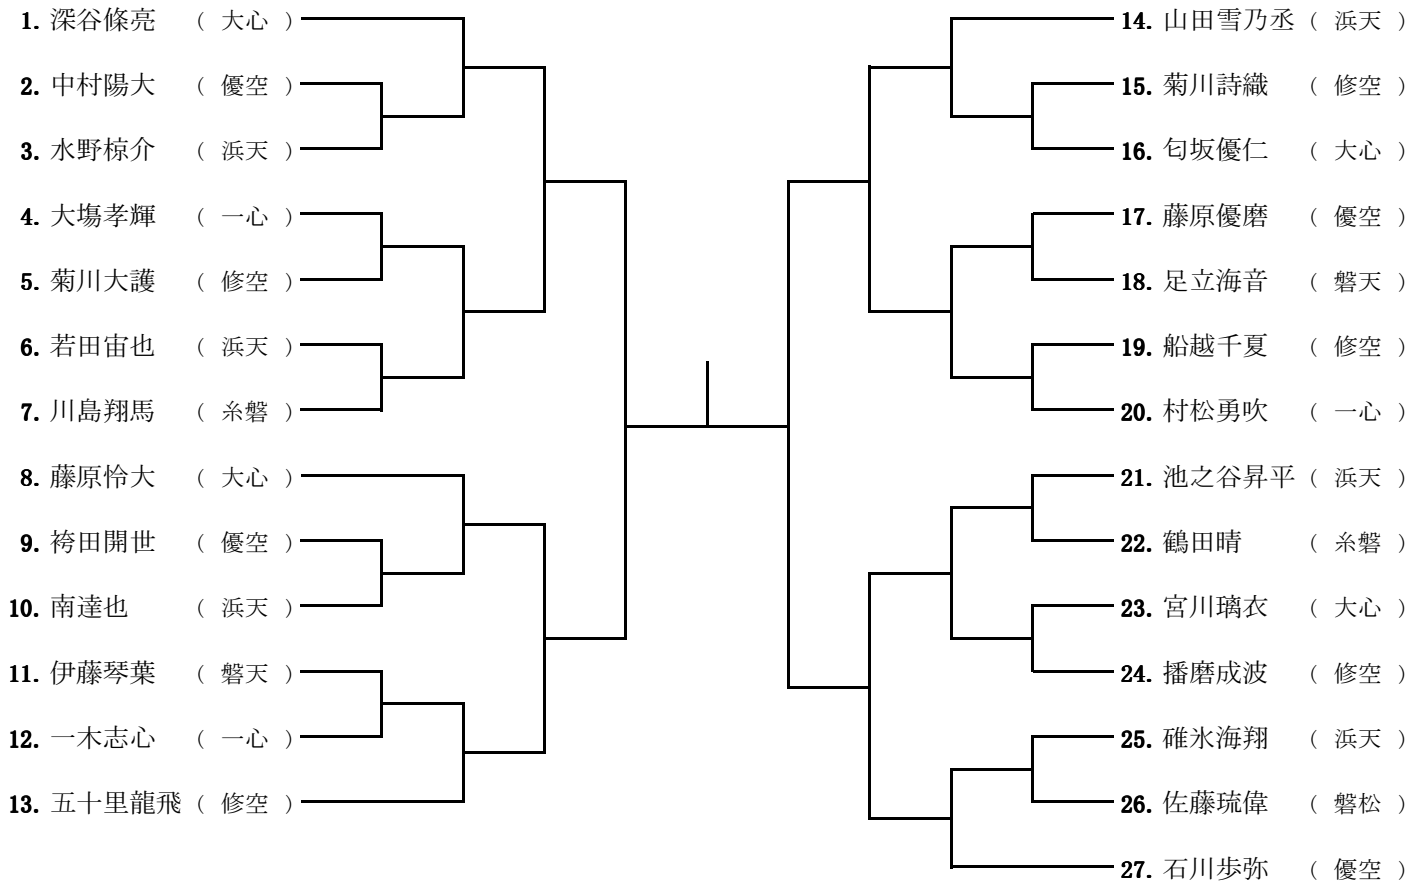 1. 深谷條亮 ( 大心 )
2. 中村陽大 ( 優空 )
3. 水野椋介 ( 浜天 )
4. 大塲孝輝 ( 一心 )
5. 菊川大護 ( 修空 )
6. 若田宙也 ( 浜天 )
7. 川島翔馬 ( 糸磐 )
8. 藤原怜大 ( 大心 )
9. 袴田開世 ( 優空 )
10. 南達也 ( 浜天 )
11. 伊藤琴葉 ( 磐天 )
12. 一木志心 ( 一心 )
13. 五十里龍飛 ( 修空 )
14. 山田雪乃丞 ( 浜天 )
15. 菊川詩織 ( 修空 )
16. 匂坂優仁 ( 大心 )
17. 藤原優磨 ( 優空 )
18. 足立海音 ( 磐天 )
19. 船越千夏 ( 修空 )
20. 村松勇吹 ( 一心 )
21. 池之谷昇平 ( 浜天 )
22. 鶴田晴 ( 糸磐 )
23. 宮川璃衣 ( 大心 )
24. 播磨成波 ( 修空 )
25. 碓氷海翔 ( 浜天 )
26. 佐藤琉偉 ( 磐松 )
27. 石川歩弥 ( 優空 )